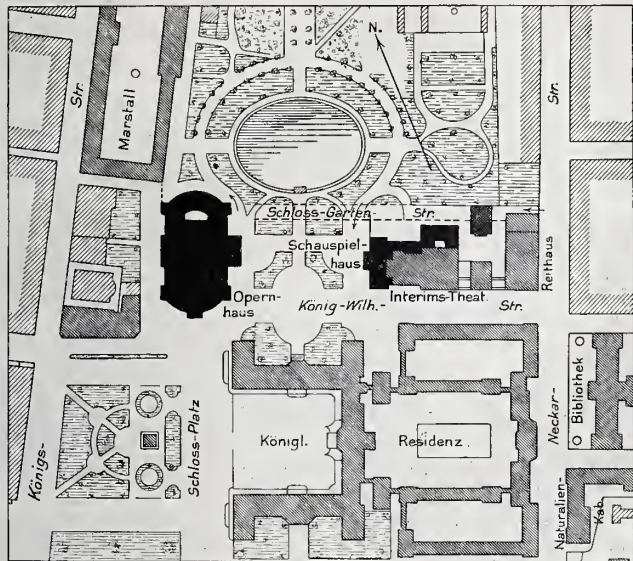 N.
Str.
Marstall
Str.
Schloss-Garten- Str.
Schauspiel-
haus
Reithaus
Opern-
haus
Interims-Theat.
König-Wilh.- Str.
Königs-
Schloss-Platz
Königl. Residenz
Neckar-
Bibliothek
Naturalien-
Kab.